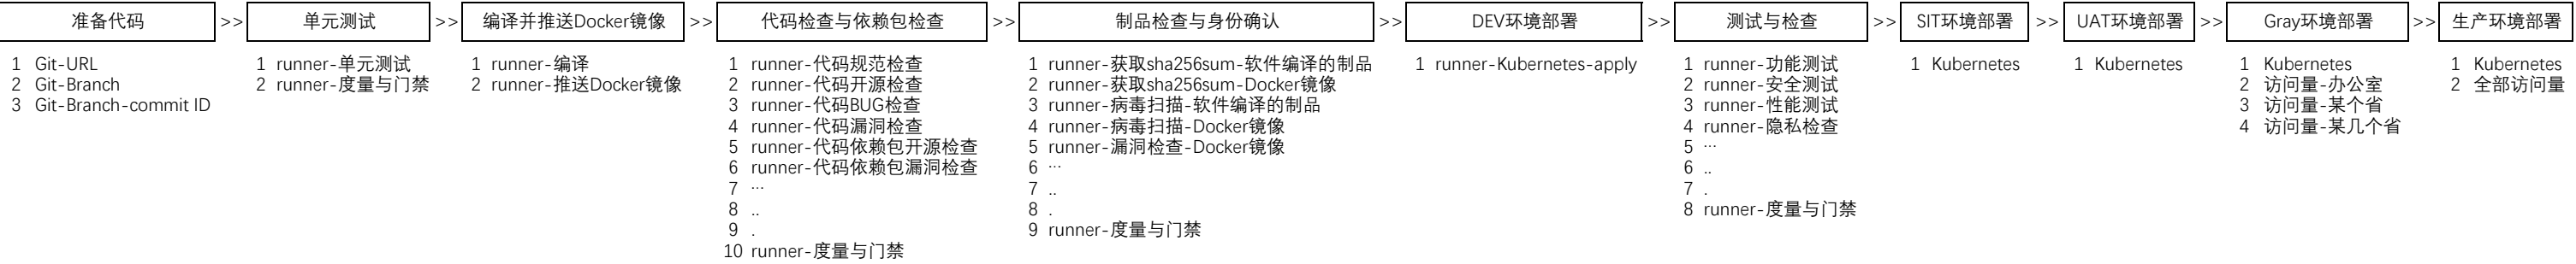 准备代码 >> 单元测试 >> 编译并推送Docker镜像 >> 代码检查与依赖包检查 >> 制品检查与身份确认 >> DEV环境部署 >> 测试与检查 >> SIT环境部署 >> UAT环境部署 >> Gray环境部署 >> 生产环境部署
1 Git-URL
2 Git-Branch
3 Git-Branch-commit ID
1 runner-单元测试
2 runner-度量与门禁
1 runner-编译
2 runner-推送Docker镜像
1 runner-代码规范检查
2 runner-代码开源检查
3 runner-代码BUG检查
4 runner-代码漏洞检查
5 runner-代码依赖包开源检查
6 runner-代码依赖包漏洞检查
7 …
8 ..
9 .
10 runner-度量与门禁
1 runner-获取sha256sum-软件编译的制品
2 runner-获取sha256sum-Docker镜像
3 runner-病毒扫描-软件编译的制品
4 runner-病毒扫描-Docker镜像
5 runner-漏洞检查-Docker镜像
6 …
7 ..
8 .
9 runner-度量与门禁
1 runner-Kubernetes-apply
1 runner-功能测试
2 runner-安全测试
3 runner-性能测试
4 runner-隐私检查
5 …
6 ..
7 .
8 runner-度量与门禁
1 Kubernetes
1 Kubernetes
1 Kubernetes
2 访问量-办公室
3 访问量-某个省
4 访问量-某几个省
1 Kubernetes
2 全部访问量